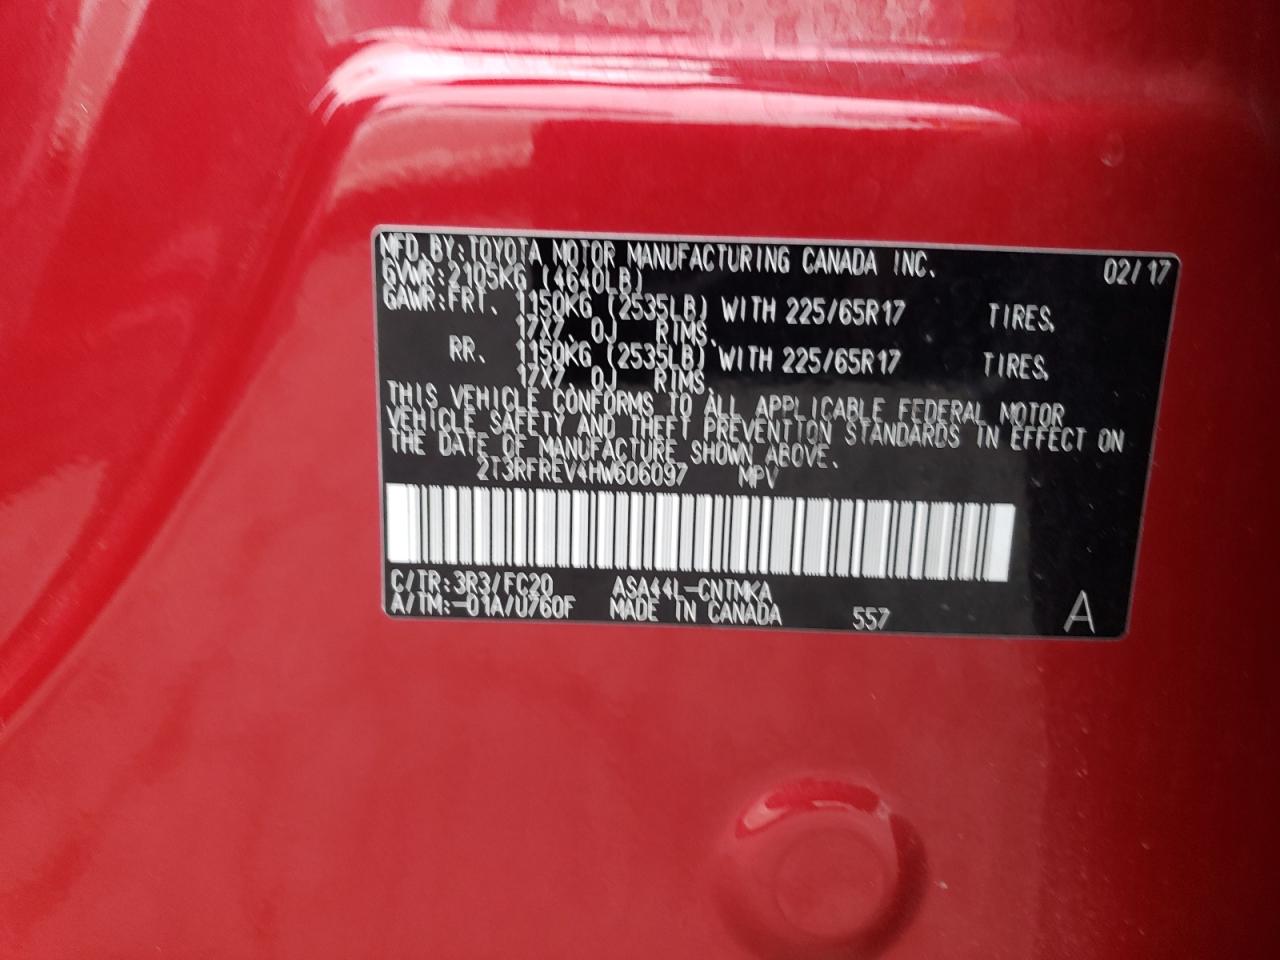 MFD. BY: TOYOTA MOTOR MANUFACTURING CANADA INC. 02/17
GVWR: 2105KG (4640LB)
GAWR: FRT. 1150KG (2535LB) WITH 225/65R17 TIRES,
17X7.0J RIMS,
RR. 1150KG (2535LB) WITH 225/65R17 TIRES,
17X7.0J RIMS.
THIS VEHICLE CONFORMS TO ALL APPLICABLE FEDERAL MOTOR
VEHICLE SAFETY AND THEFT PREVENTION STANDARDS IN EFFECT ON
THE DATE OF MANUFACTURE SHOWN ABOVE.
2T3RFREV4HW606097 MPV
C/TR: 3R3/FC20 ASA44L-CNTMKA
A/TM: -01A/U760F MADE IN CANADA 557 A